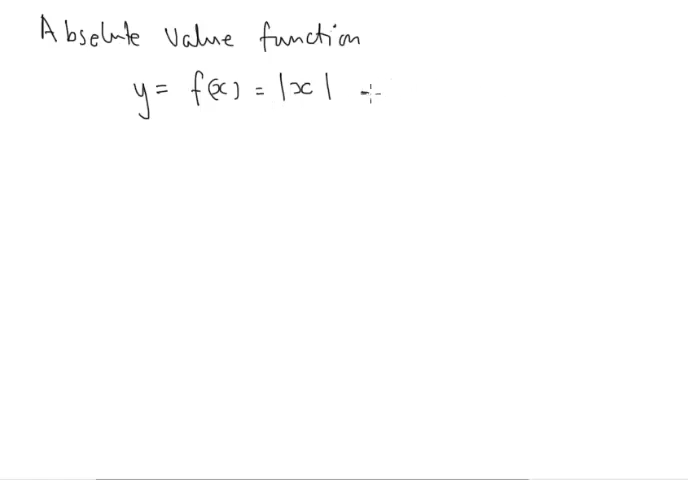 Absolute Value function
y = f(x) = |x|